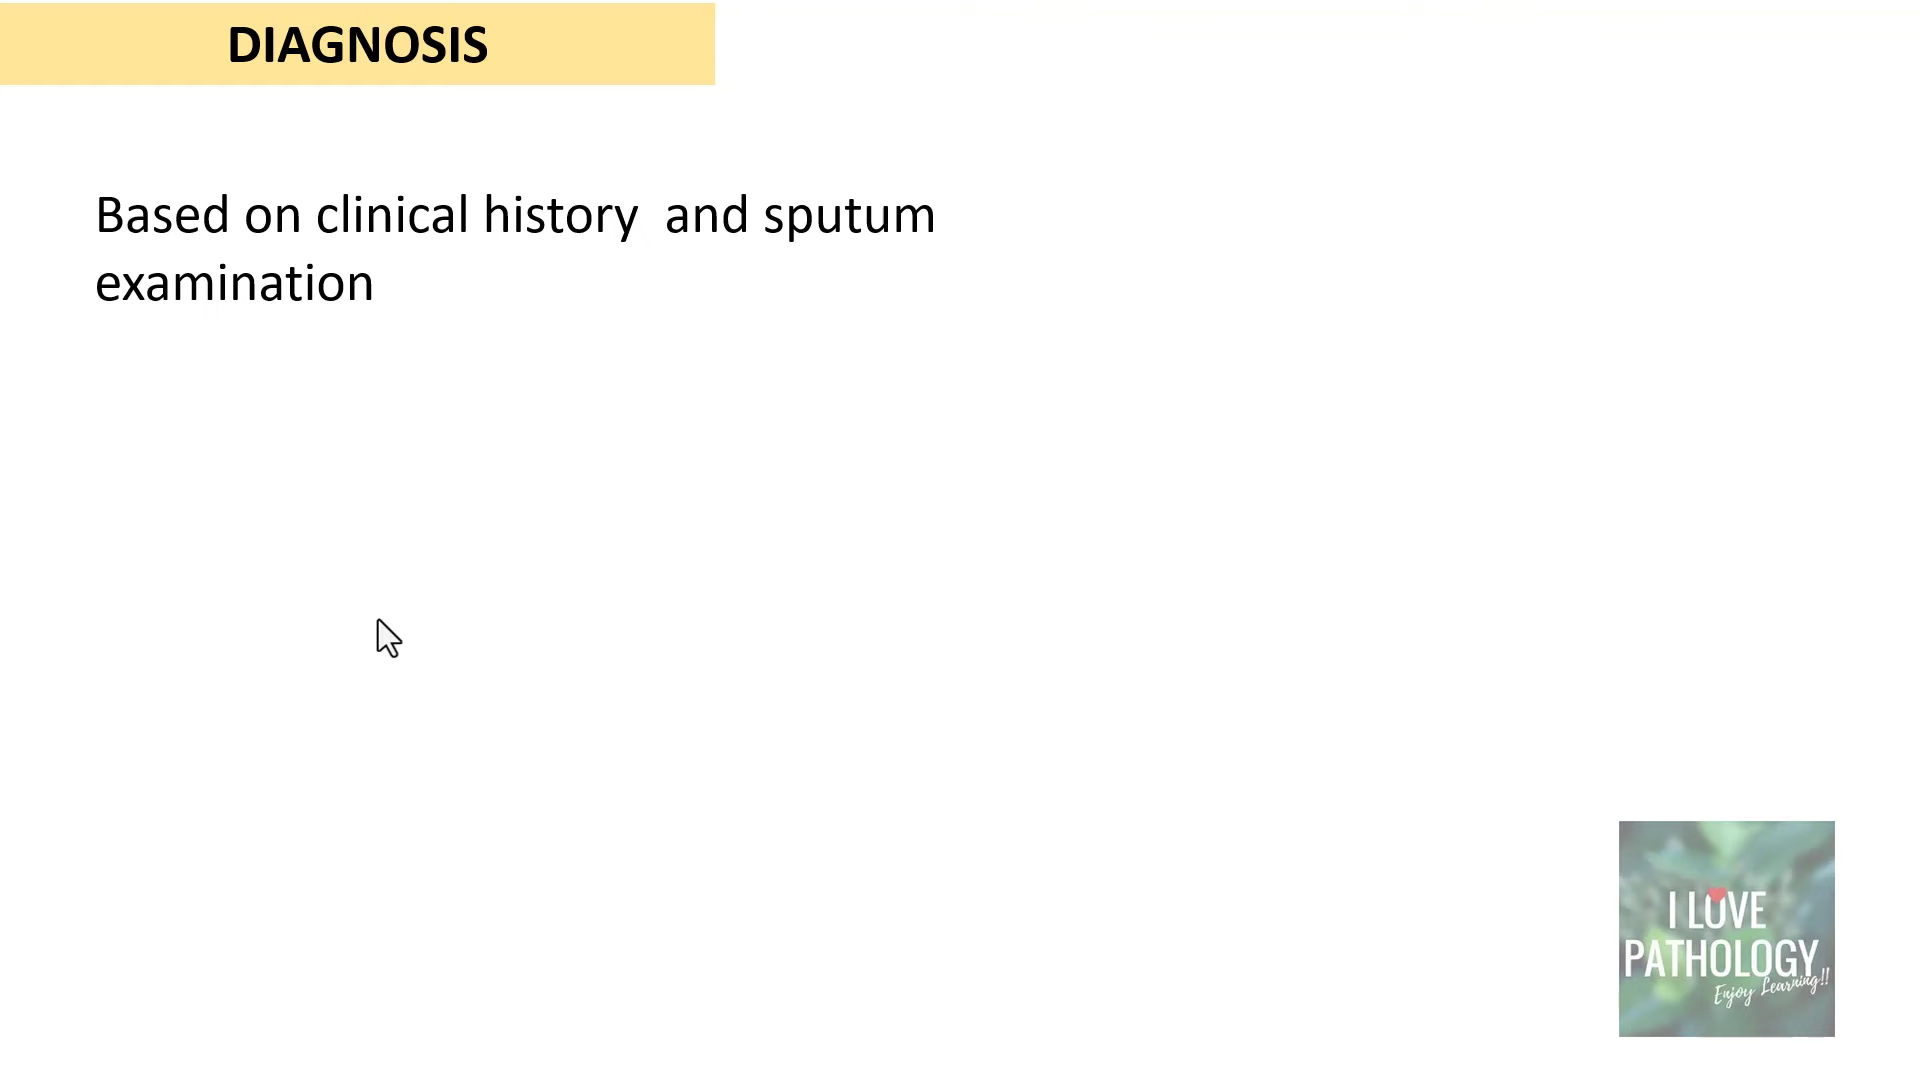 DIAGNOSIS
Based on clinical history  and sputum
examination
I LOVE
PATHOLOGY
Enjoy Learning!!